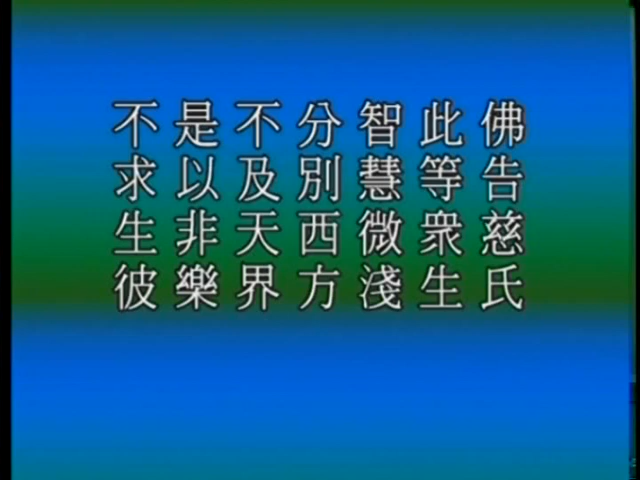 佛告慈氏
此等衆生
智慧微淺
分別西方
不及天界
是以非樂
不求生彼